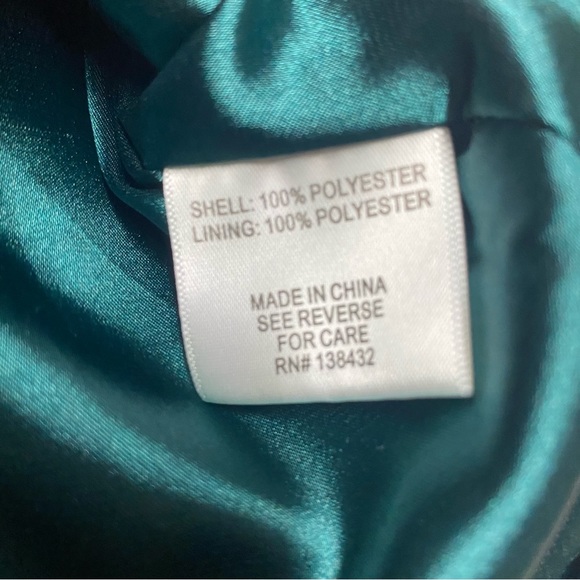 SHELL: 100% POLYESTER
LINING: 100% POLYESTER
MADE IN CHINA
SEE REVERSE
FOR CARE
RN# 138432